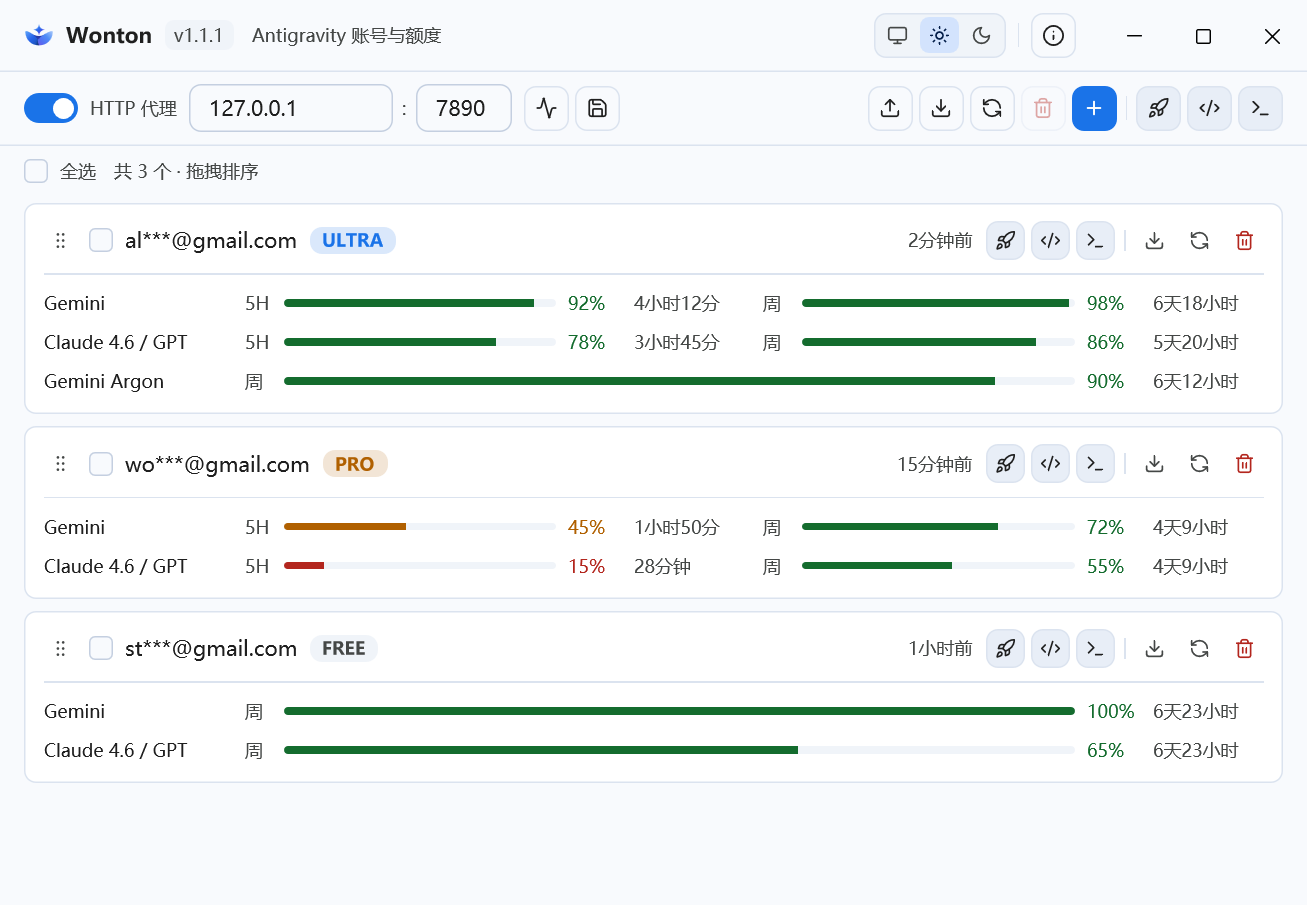 Wonton v1.1.1 Antigravity 账号与额度
HTTP 代理 127.0.0.1 : 7890
全选 共 3 个 · 拖拽排序
al***@gmail.com ULTRA 2分钟前
Gemini 5H 92% 4小时12分 周 98% 6天18小时
Claude 4.6 / GPT 5H 78% 3小时45分 周 86% 5天20小时
Gemini Argon 周 90% 6天12小时
wo***@gmail.com PRO 15分钟前
Gemini 5H 45% 1小时50分 周 72% 4天9小时
Claude 4.6 / GPT 5H 15% 28分钟 周 55% 4天9小时
st***@gmail.com FREE 1小时前
Gemini 周 100% 6天23小时
Claude 4.6 / GPT 周 65% 6天23小时